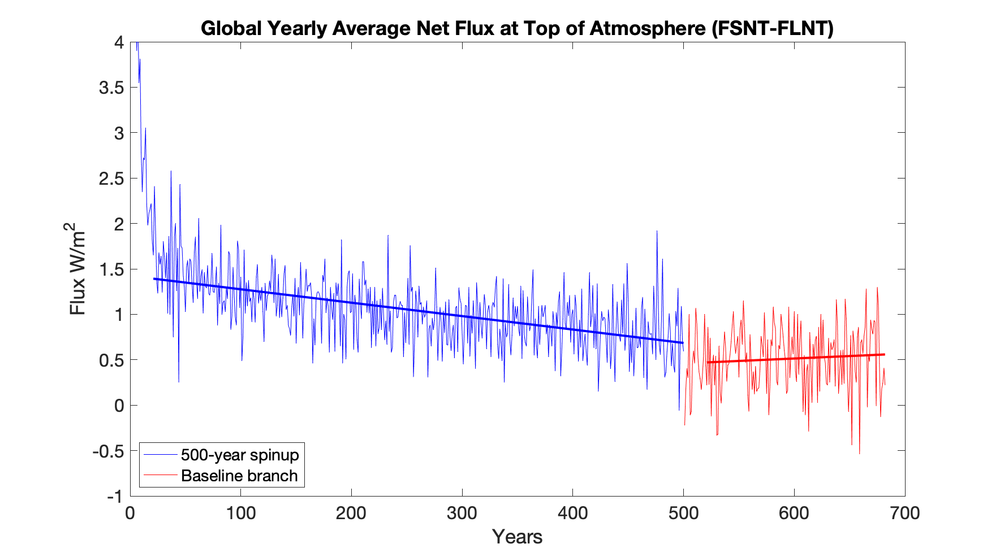 Global Yearly Average Net Flux at Top of Atmosphere (FSNT-FLNT)
4
3.5
3
2.5
2
1.5
1
0.5
0
-0.5
-1
Flux W/m²
500-year spinup
Baseline branch
0 100 200 300 400 500 600 700
Years